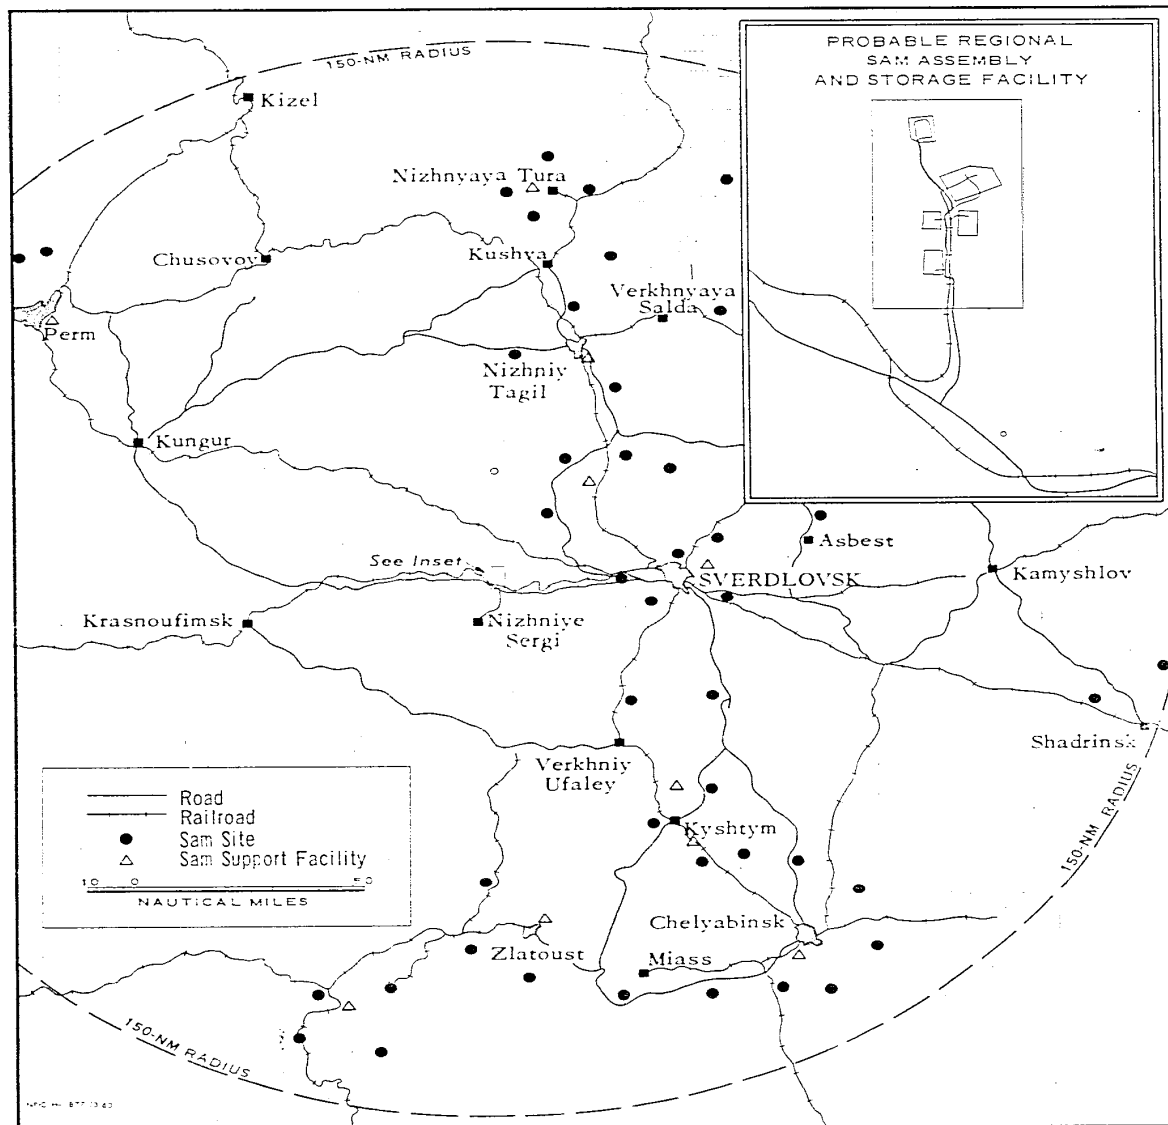 150-NM RADIUS
PROBABLE REGIONAL
SAM ASSEMBLY
AND STORAGE FACILITY
Kizel
Nizhnyaya Tura
Chusovoy
Kushva
Verkhnyaya
Salda
Perm
Nizhniy
Tagil
Kungur
See Inset
Asbest
SVERDLOVSK
Kamyshlov
Krasnoufimsk
Nizhniye
Sergi
Shadrinsk
Verkhniy
Ufaley
150-NM RADIUS
Road
Railroad
Sam Site
Sam Support Facility
10 0 50
NAUTICAL MILES
Kyshtym
Chelyabinsk
Zlatoust
Miass
150-NM RADIUS